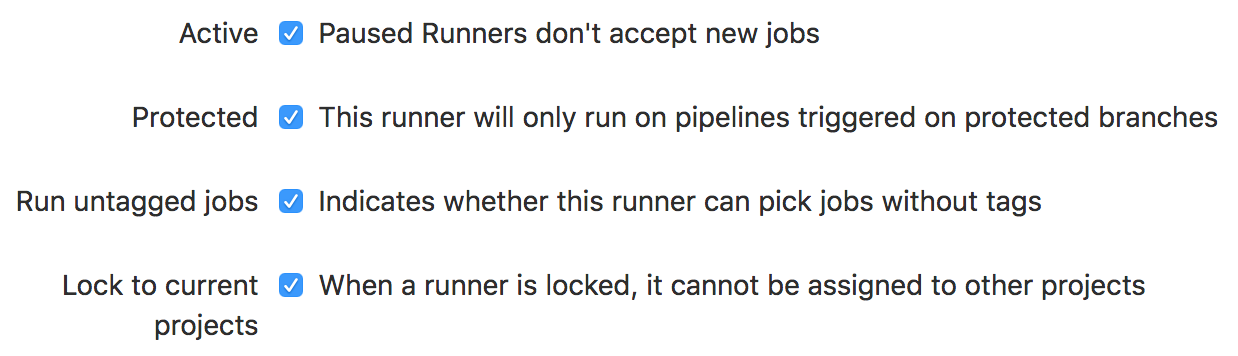 Active Paused Runners don't accept new jobs
Protected This runner will only run on pipelines triggered on protected branches
Run untagged jobs Indicates whether this runner can pick jobs without tags
Lock to current When a runner is locked, it cannot be assigned to other projects
projects